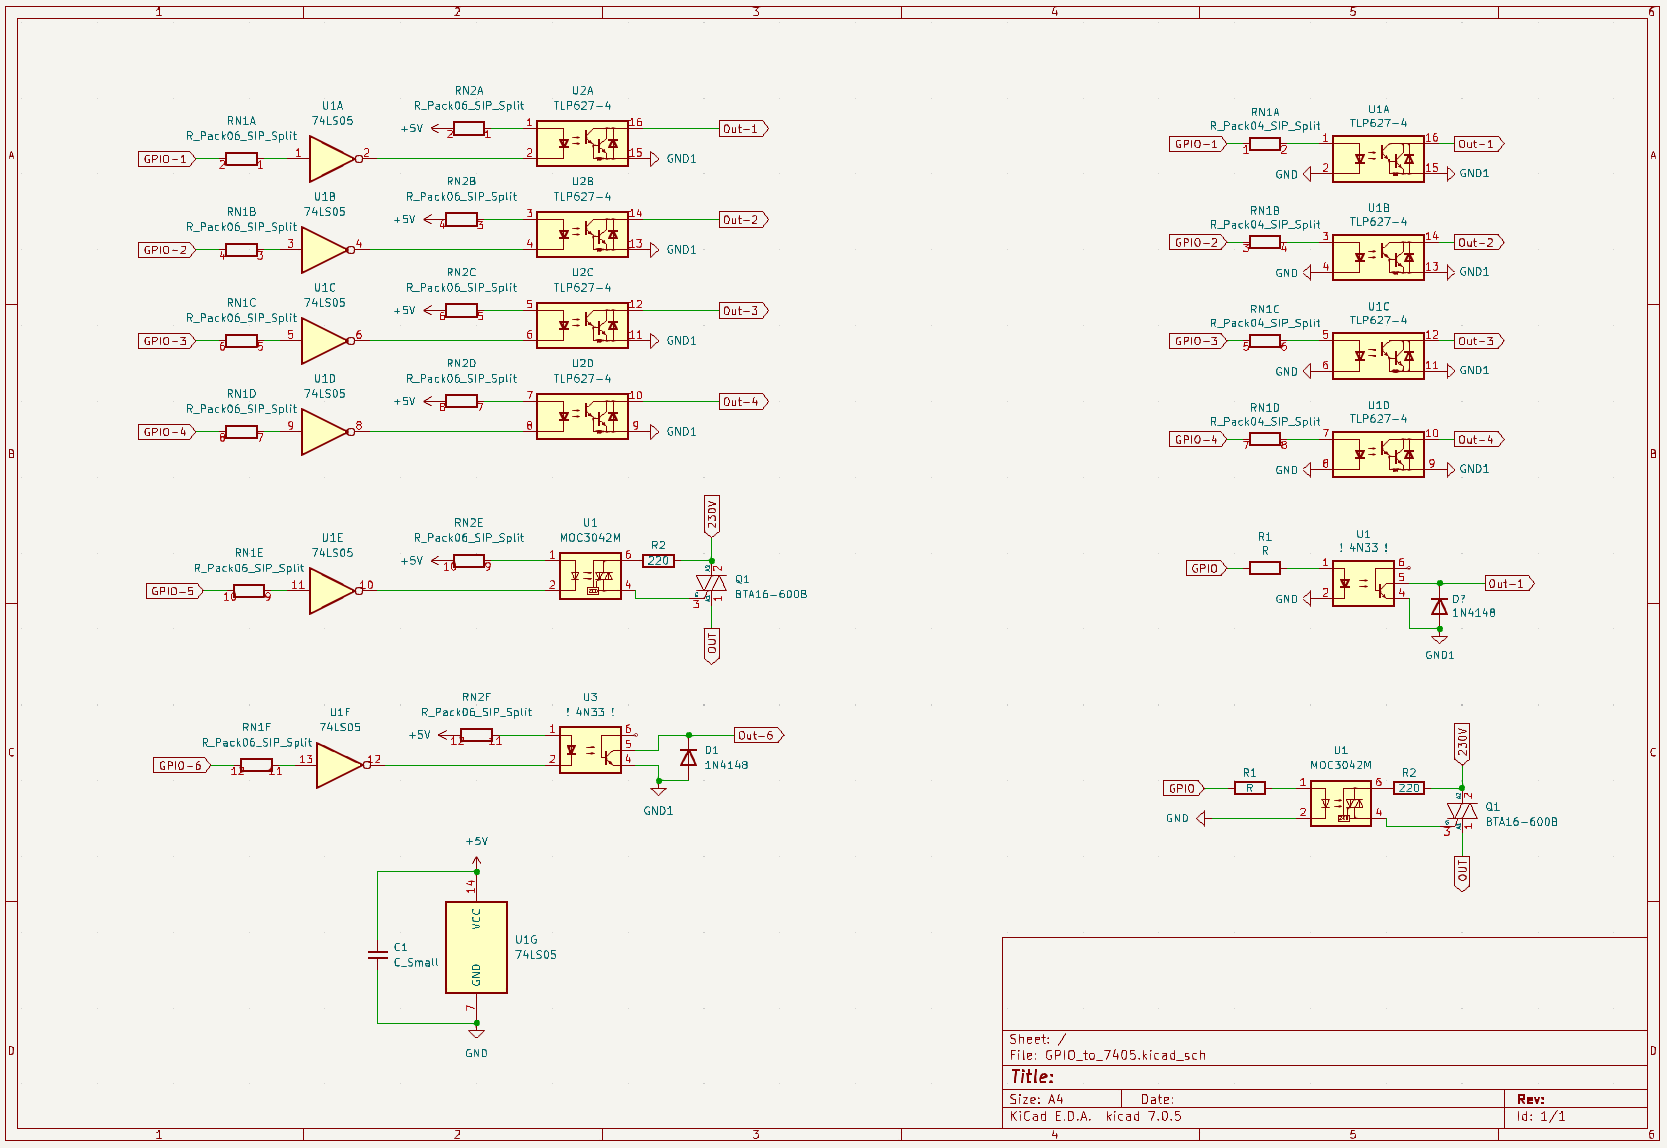 1 2 3 4 5 6
A
B
C
D
A
B
C
D
1 2 3 4 5 6
RN1A
R_Pack06_SIP_Split
GPIO-1
2 1
U1A
74LS05
1 2
RN2A
R_Pack06_SIP_Split
+5V
2 1
U2A
TLP627-4
1 16
2 15
Out-1
GND1
RN1B
R_Pack06_SIP_Split
GPIO-2
4 3
U1B
74LS05
3 4
RN2B
R_Pack06_SIP_Split
+5V
4 3
U2B
TLP627-4
3 14
4 13
Out-2
GND1
RN1C
R_Pack06_SIP_Split
GPIO-3
6 5
U1C
74LS05
5 6
RN2C
R_Pack06_SIP_Split
+5V
6 5
U2C
TLP627-4
5 12
6 11
Out-3
GND1
RN1D
R_Pack06_SIP_Split
GPIO-4
8 7
U1D
74LS05
9 8
RN2D
R_Pack06_SIP_Split
+5V
8 7
U2D
TLP627-4
7 10
8 9
Out-4
GND1
RN1E
R_Pack06_SIP_Split
GPIO-5
10 9
U1E
74LS05
11 10
RN2E
R_Pack06_SIP_Split
+5V
10 9
U1
MOC3042M
1 6
2 4
R2
220
230V
A2 2
G 3
A1 1
Q1
BTA16-600B
OUT
RN1F
R_Pack06_SIP_Split
GPIO-6
12 11
U1F
74LS05
13 12
RN2F
R_Pack06_SIP_Split
+5V
12 11
U3
! 4N33 !
1 6
5
2 4
Out-6
D1
1N4148
GND1
+5V
14
VCC
GND
7
U1G
74LS05
C1
C_Small
GND
RN1A
R_Pack04_SIP_Split
GPIO-1
1 2
U1A
TLP627-4
1 16
2 15
GND
Out-1
GND1
RN1B
R_Pack04_SIP_Split
GPIO-2
3 4
U1B
TLP627-4
3 14
4 13
GND
Out-2
GND1
RN1C
R_Pack04_SIP_Split
GPIO-3
5 6
U1C
TLP627-4
5 12
6 11
GND
Out-3
GND1
RN1D
R_Pack04_SIP_Split
GPIO-4
7 8
U1D
TLP627-4
7 10
8 9
GND
Out-4
GND1
R1
R
GPIO
GND
U1
! 4N33 !
1 6
5
2 4
Out-1
D?
1N4148
GND1
R1
R
GPIO
GND
U1
MOC3042M
1 6
2 4
R2
220
230V
A2 2
G 3
A1 1
Q1
BTA16-600B
OUT
Sheet: /
File: GPIO_to_7405.kicad_sch
Title:
Size: A4 Date: Rev:
KiCad E.D.A. kicad 7.0.5 Id: 1/1